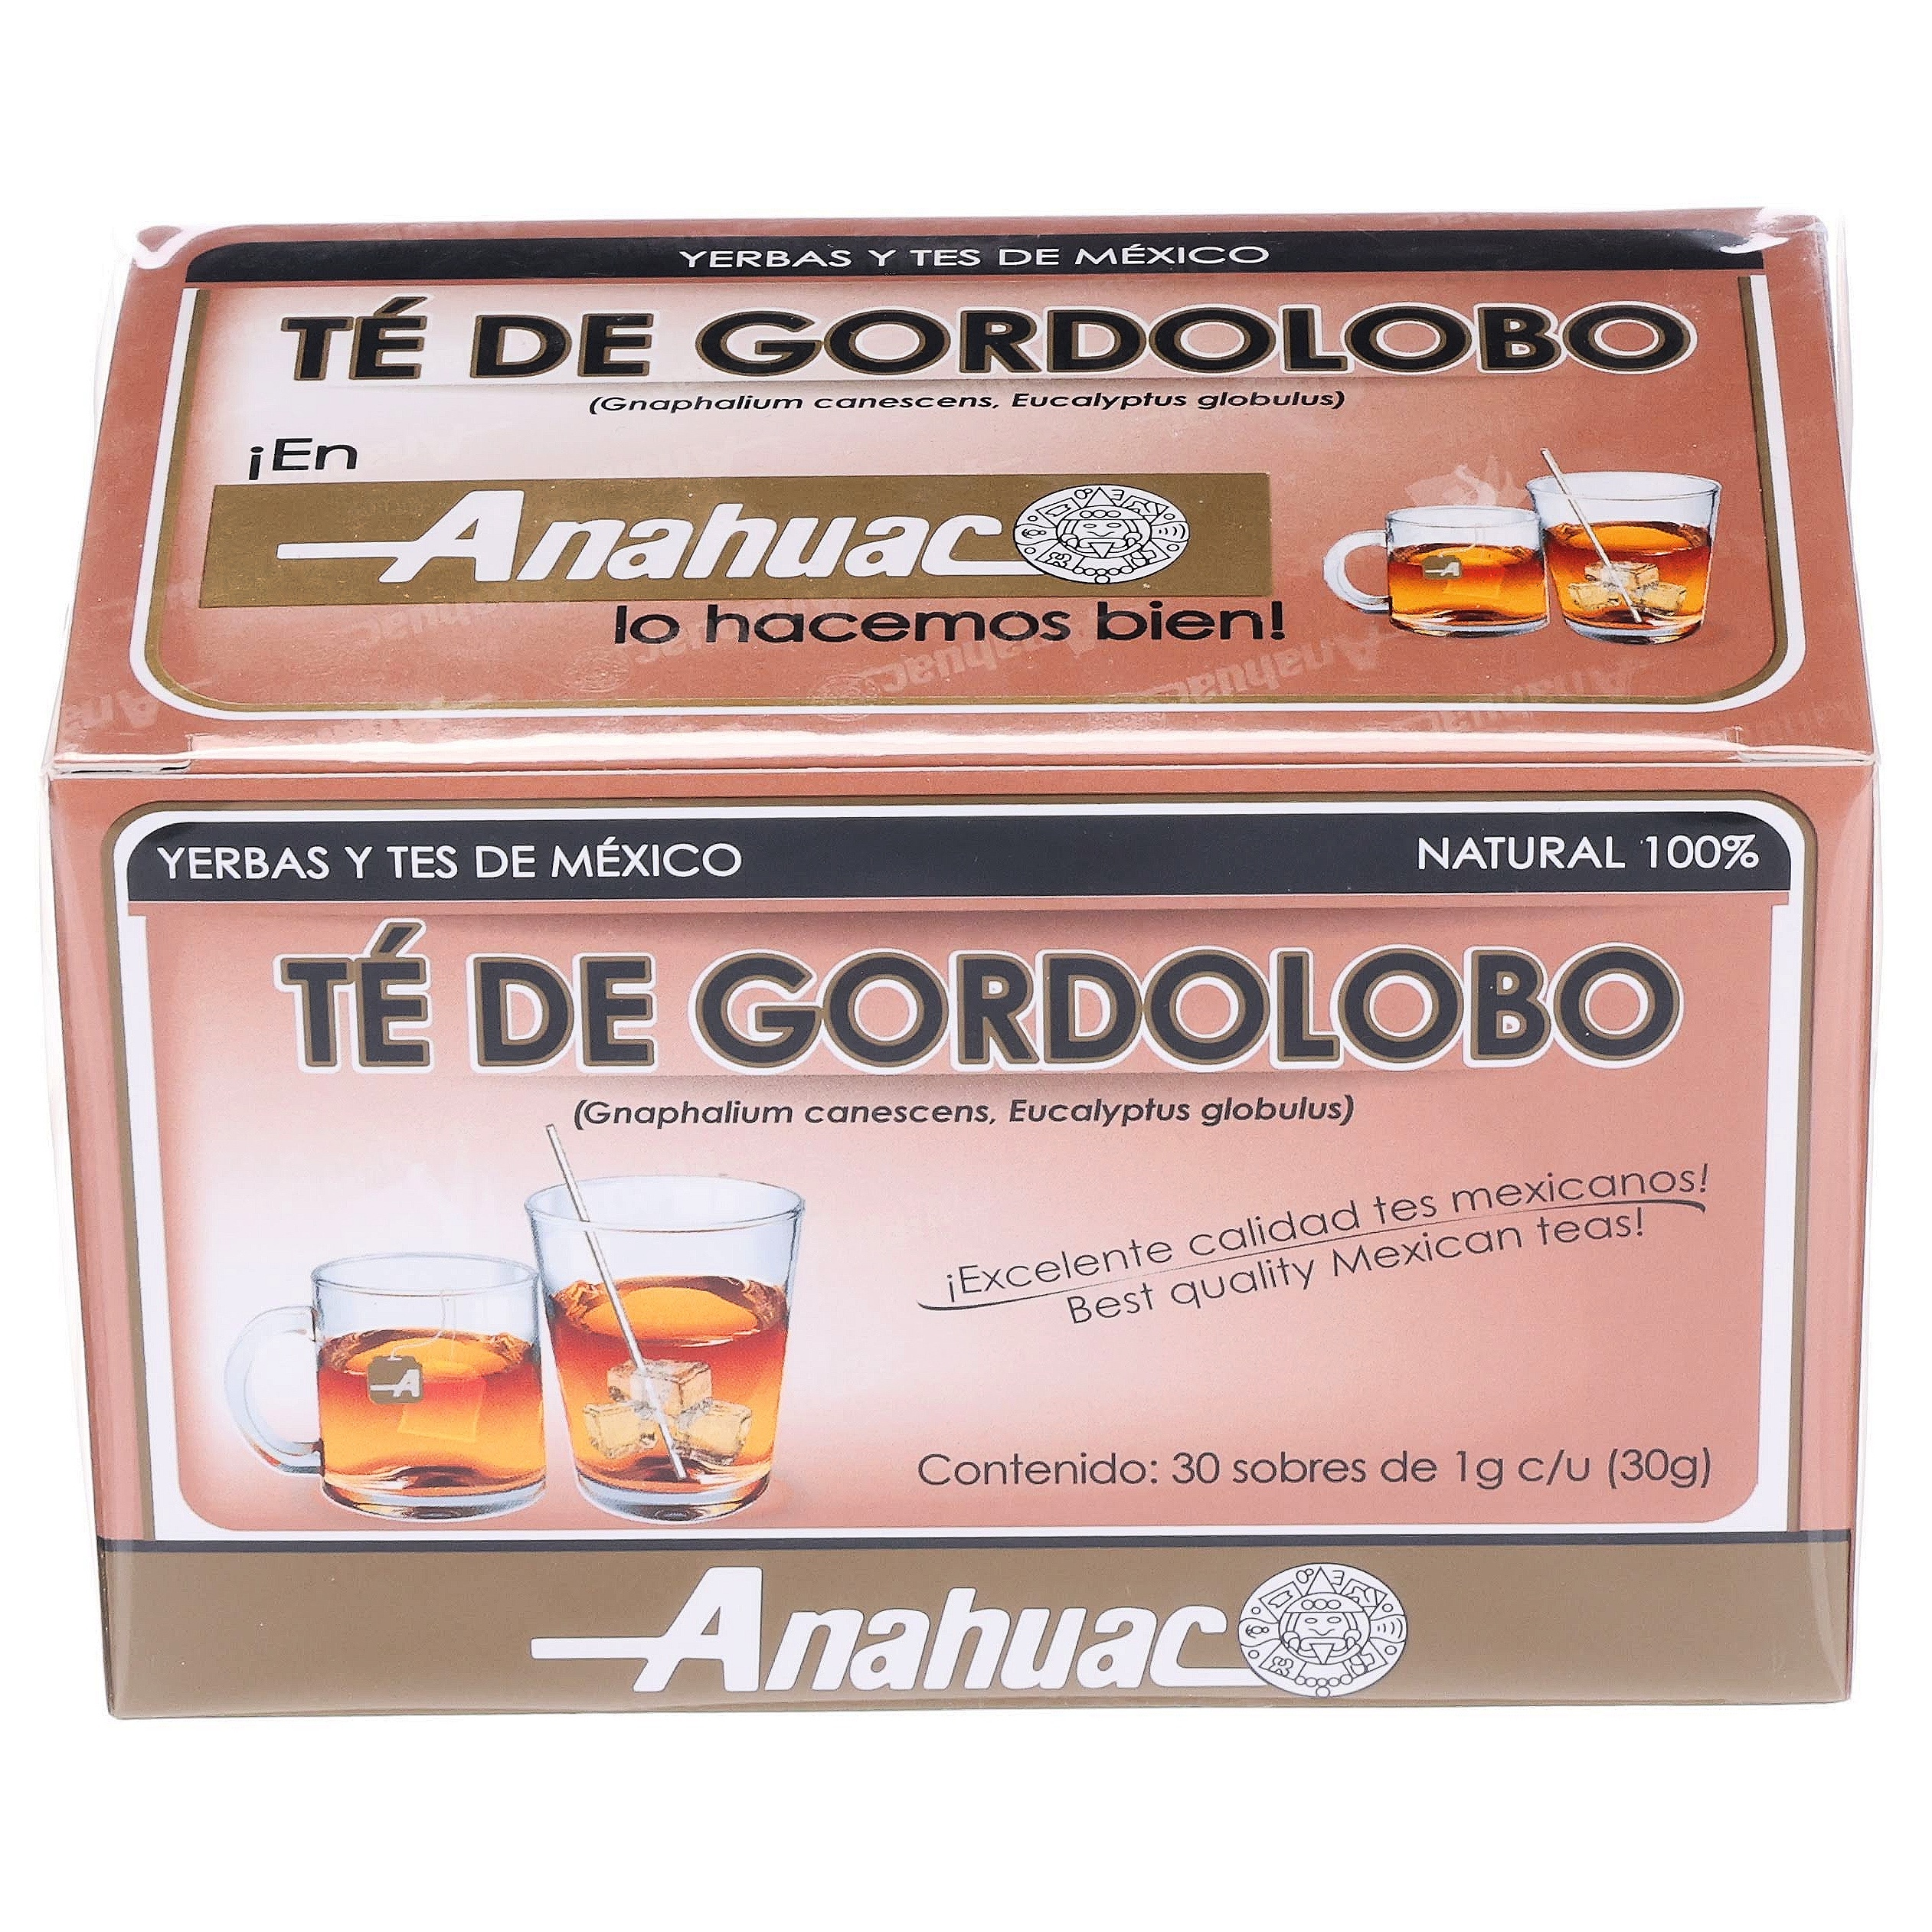 YERBAS Y TES DE MÉXICO
TÉ DE GORDOLOBO
(Gnaphalium canescens, Eucalyptus globulus)
¡En
Anahuac
lo hacemos bien!
YERBAS Y TES DE MÉXICO
NATURAL 100%
TÉ DE GORDOLOBO
(Gnaphalium canescens, Eucalyptus globulus)
¡Excelente calidad tes mexicanos!
Best quality Mexican teas!
Contenido: 30 sobres de 1g c/u (30g)
Anahuac